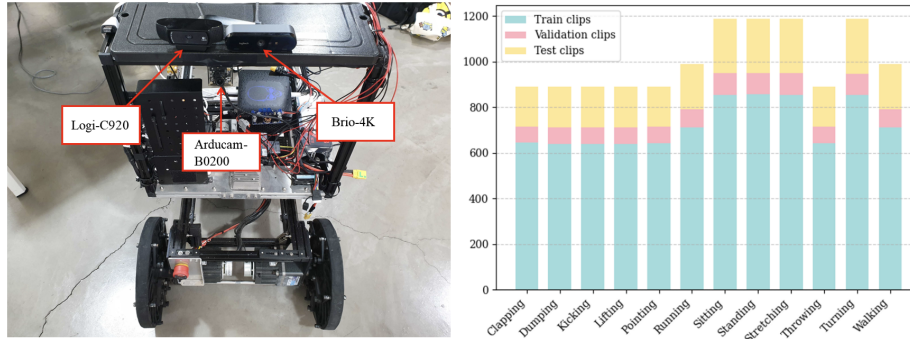 Logi-C920
Arducam-
B0200
Brio-4K
Train clips
Validation clips
Test clips
1200
1000
800
600
400
200
0
Clapping
Dumping
Kicking
Lifting
Pointing
Running
Sitting
Standing
Stretching
Throwing
Turning
Walking